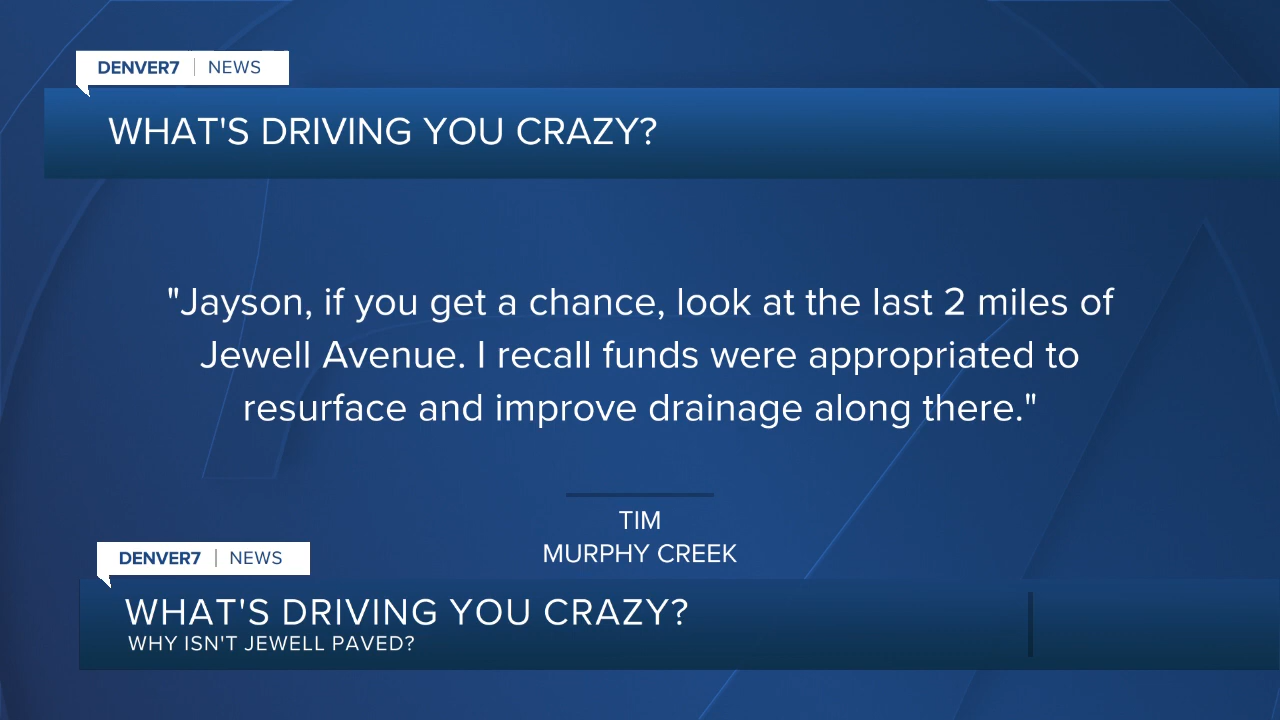 DENVER7 | NEWS
WHAT'S DRIVING YOU CRAZY?
"Jayson, if you get a chance, look at the last 2 miles of
Jewell Avenue. I recall funds were appropriated to
resurface and improve drainage along there."
TIM
MURPHY CREEK
DENVER7 | NEWS
WHAT'S DRIVING YOU CRAZY?
WHY ISN'T JEWELL PAVED?